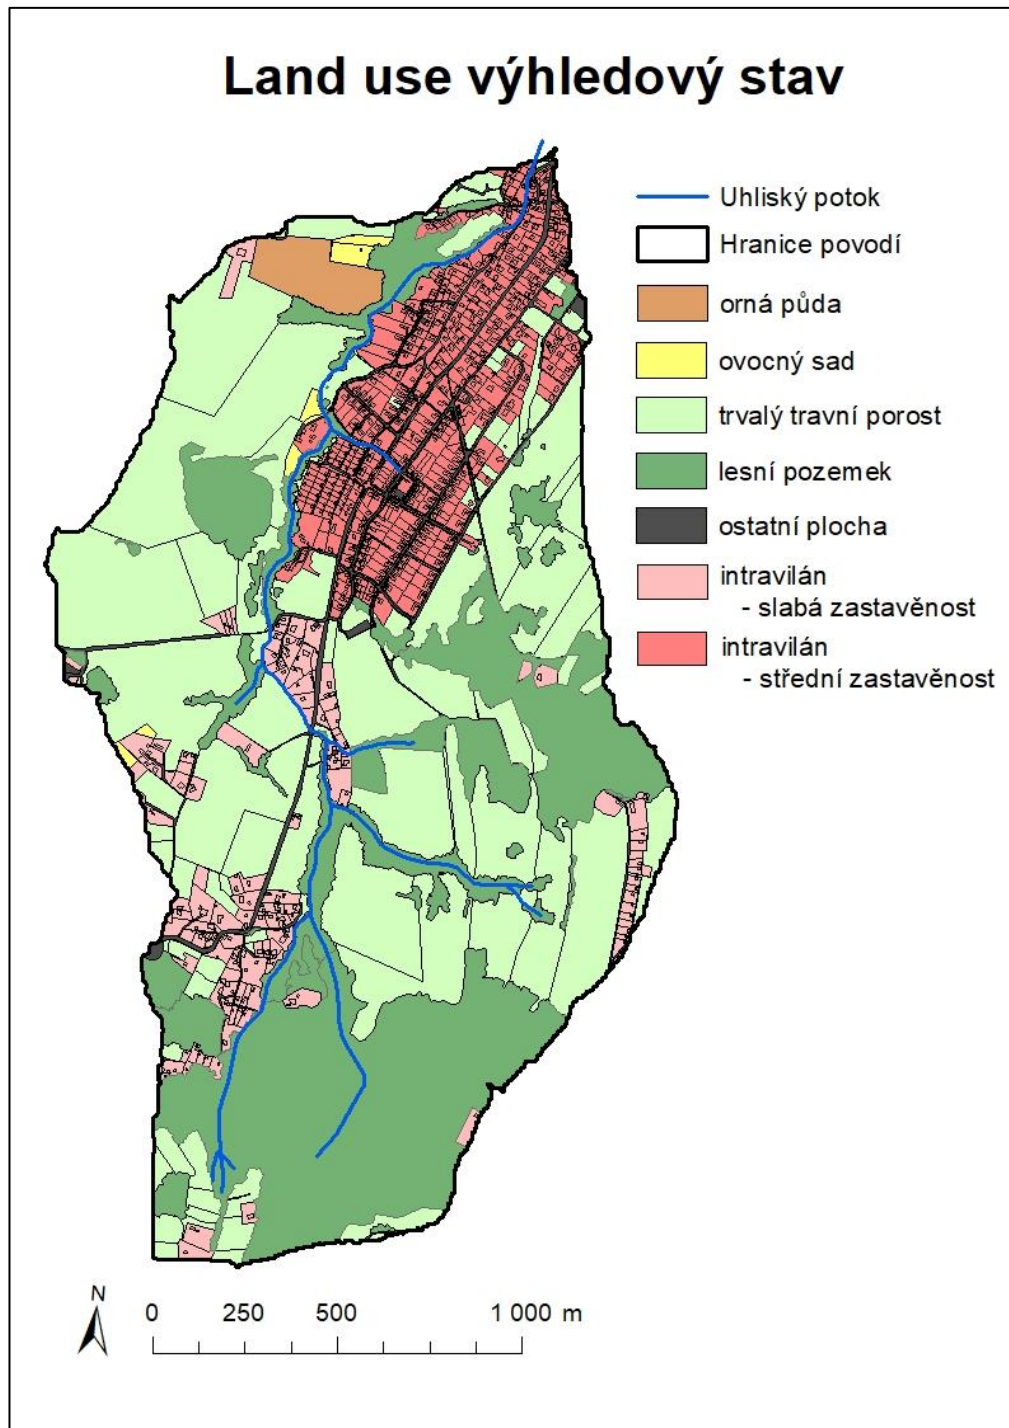 Land use výhledový stav
Uhliský potok
Hranice povodí
orná půda
ovocný sad
trvalý travní porost
lesní pozemek
ostatní plocha
intravilán
- slabá zastavěnost
intravilán
- střední zastavěnost
N
0 250 500 1 000 m